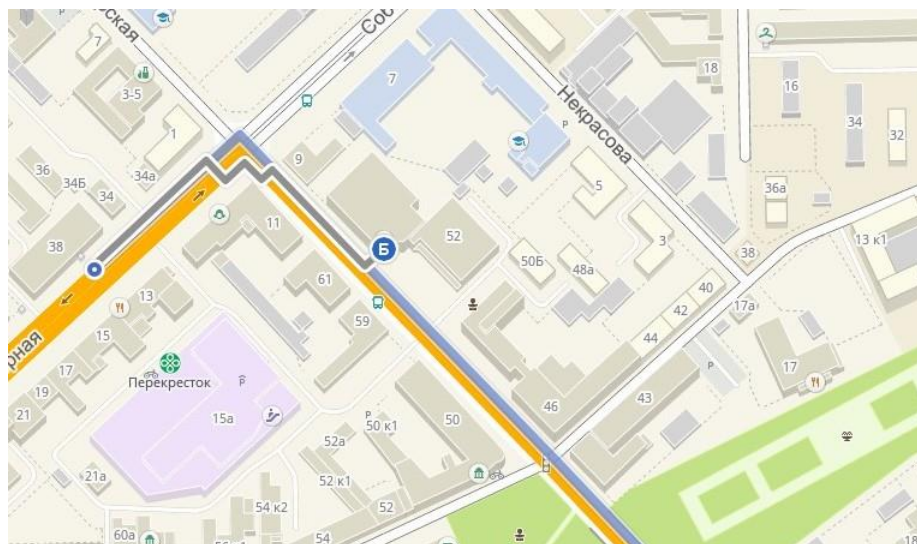 ская
Соб
7
7
3-5
1
9
36
34Б
34а
34
38
11
52
Б
Некрасова
P
5
3
18
16
34
32
36а
38
13 к1
50Б
48а
40
42
44
17а
17
43
P
46
61
59
13
15
17
19
21
рная
Перекресток
P
15а
21а
P
50 к1
50
52а
52 к1
52
54 к2
54
60а
18